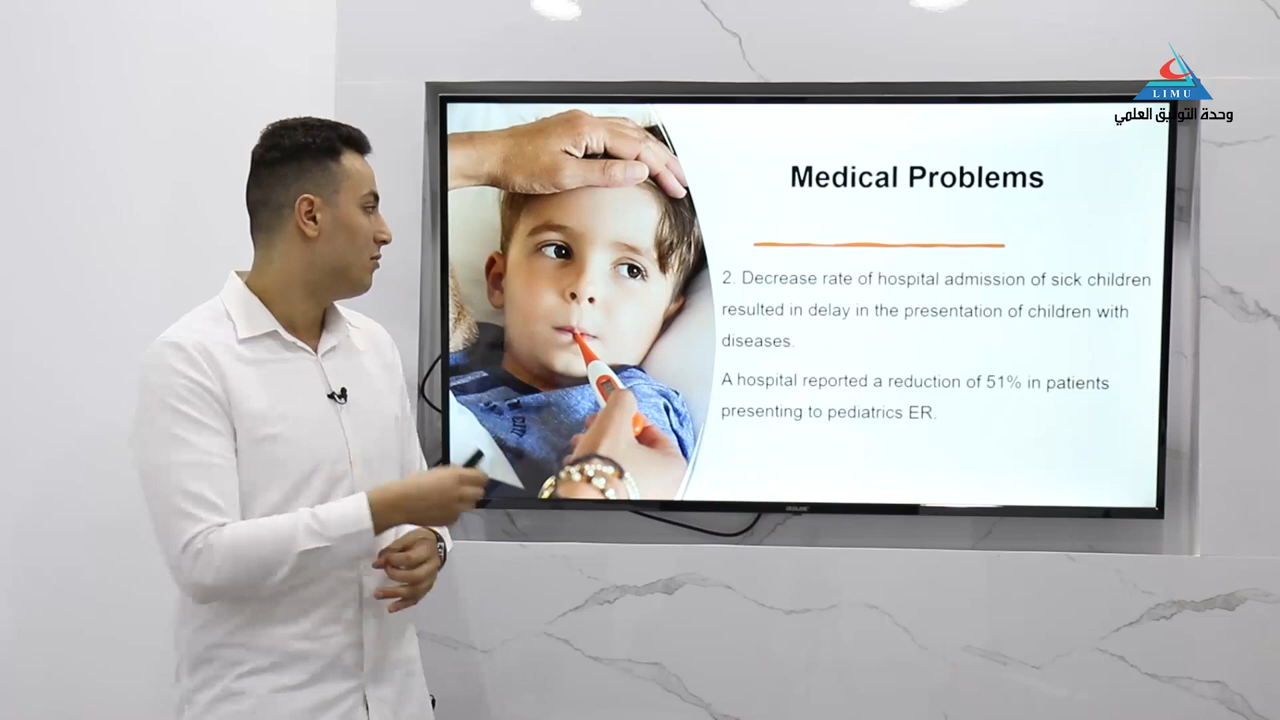 LIMU
وحدة التوثيق العلمي
Medical Problems
2. Decrease rate of hospital admission of sick children
resulted in delay in the presentation of children with
diseases.
A hospital reported a reduction of 51% in patients
presenting to pediatrics ER.